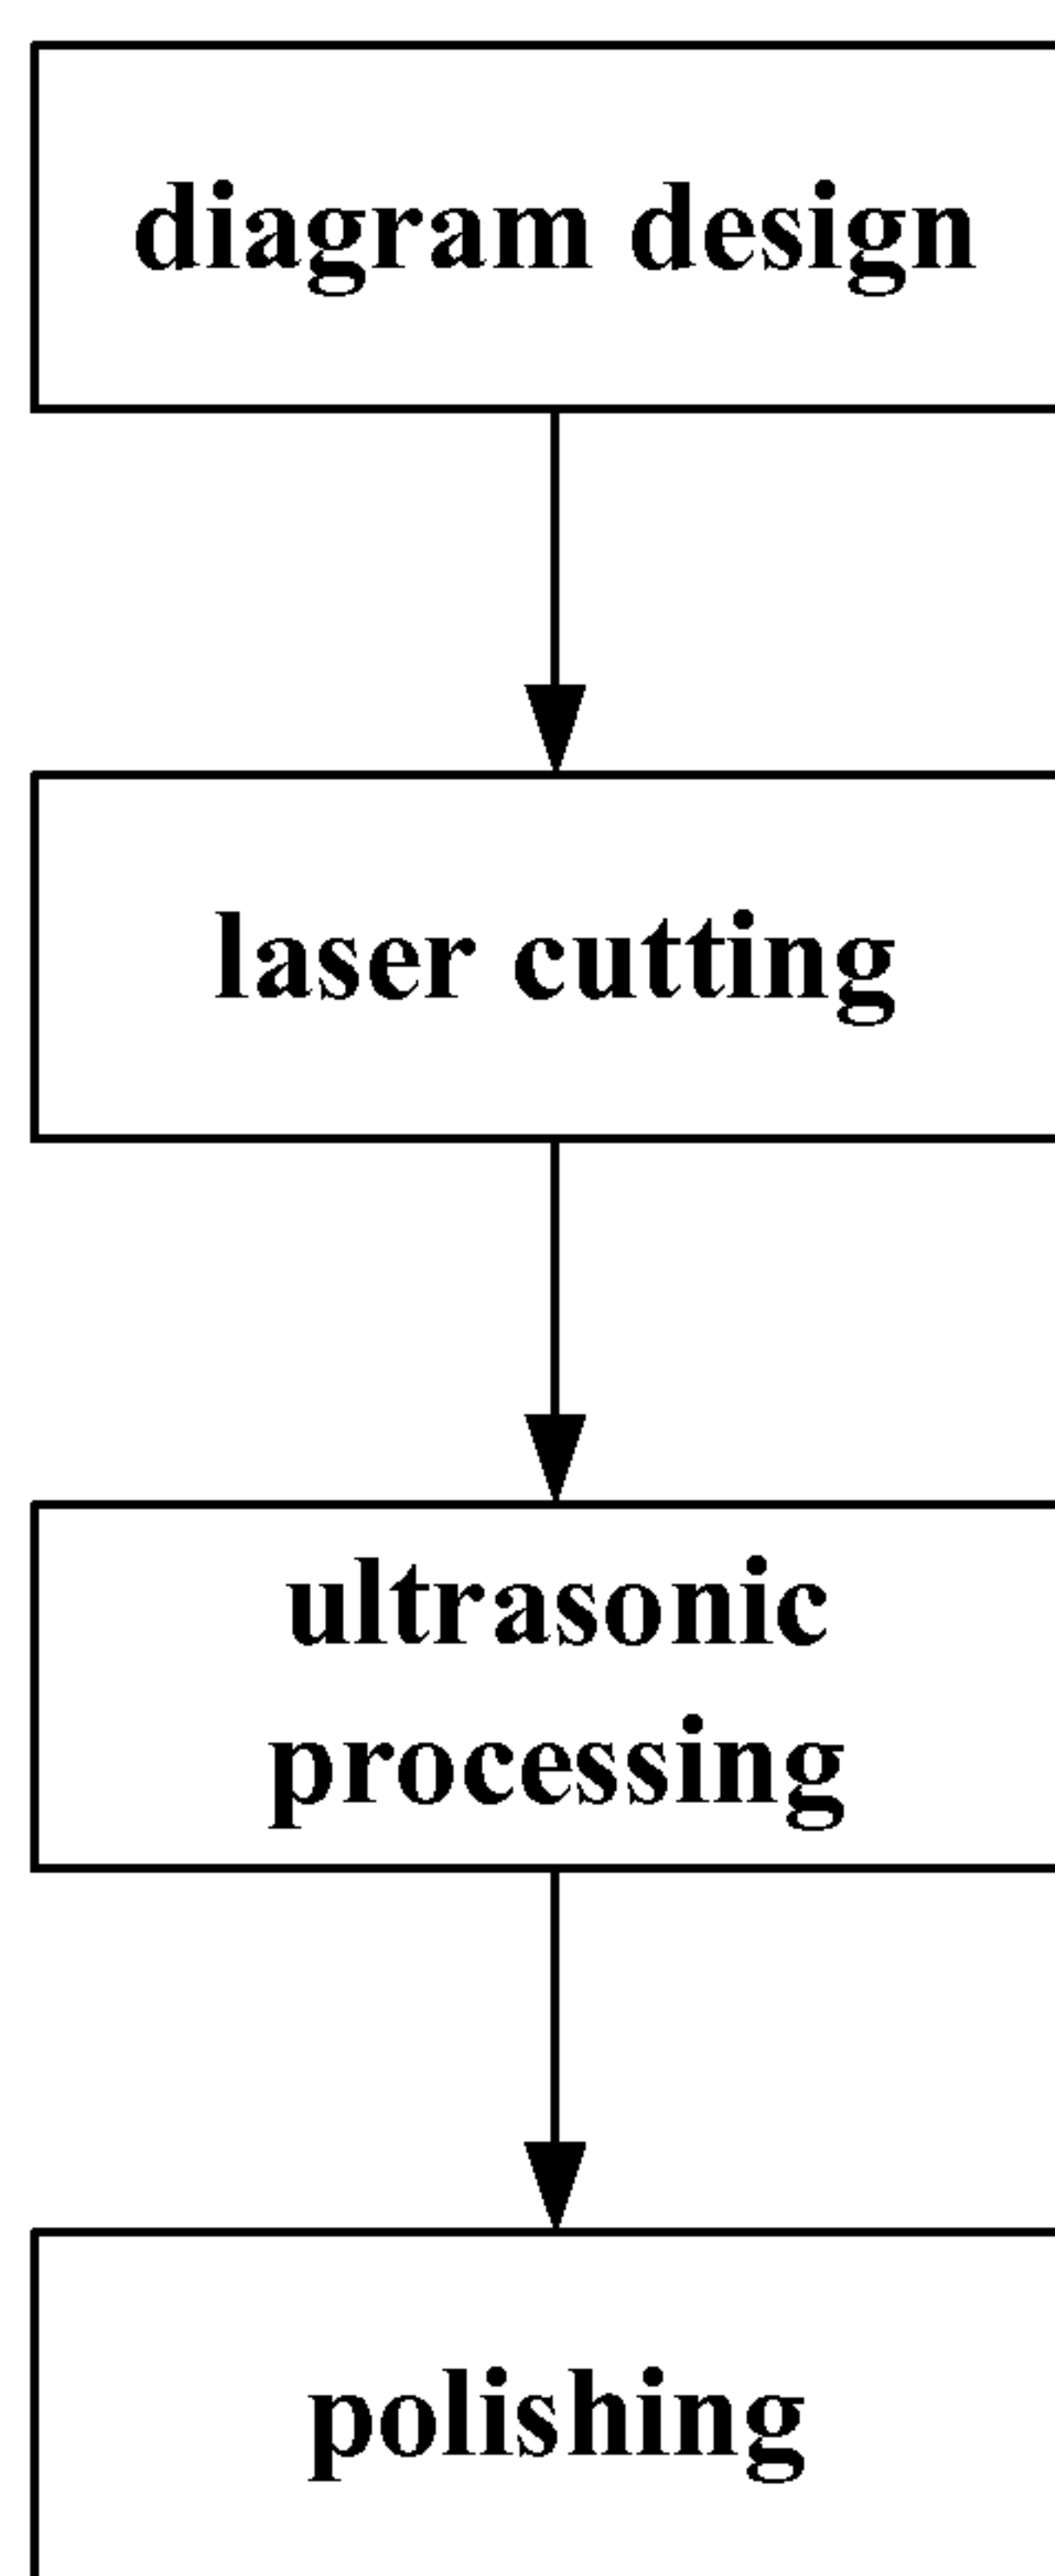 diagram design
laser cutting
ultrasonic
processing
polishing